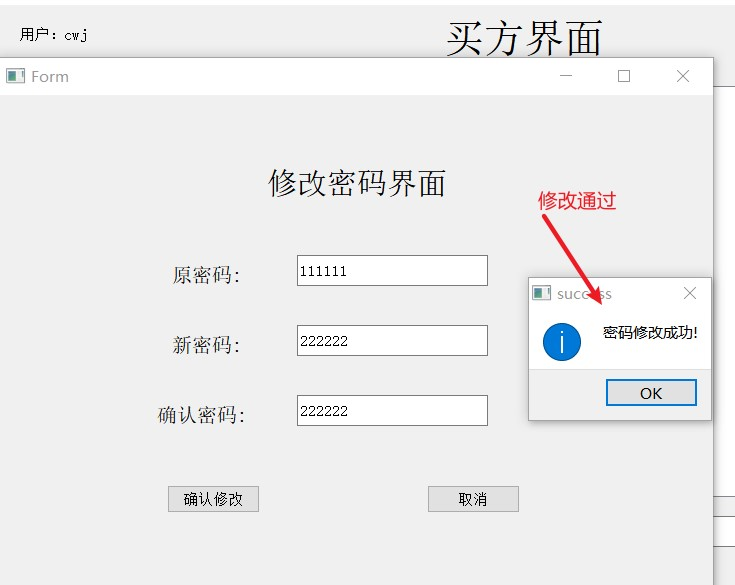 用户：cwj
买方界面
Form
修改密码界面
修改通过
原密码：
111111
success
密码修改成功!
新密码：
222222
OK
确认密码：
222222
确认修改
取消